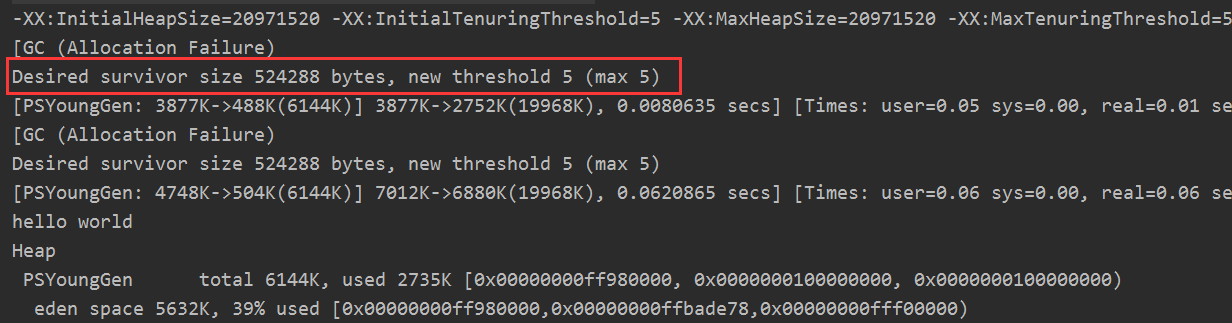 -XX:InitialHeapSize=20971520 -XX:InitialTenuringThreshold=5 -XX:MaxHeapSize=20971520 -XX:MaxTenuringThreshold=5
[GC (Allocation Failure)
Desired survivor size 524288 bytes, new threshold 5 (max 5)
[PSYoungGen: 3877K->488K(6144K)] 3877K->2752K(19968K), 0.0080635 secs] [Times: user=0.05 sys=0.00, real=0.01 se
[GC (Allocation Failure)
Desired survivor size 524288 bytes, new threshold 5 (max 5)
[PSYoungGen: 4748K->504K(6144K)] 7012K->6880K(19968K), 0.0620865 secs] [Times: user=0.06 sys=0.00, real=0.06 se
hello world
Heap
 PSYoungGen      total 6144K, used 2735K [0x00000000ff980000, 0x0000000100000000, 0x0000000100000000)
  eden space 5632K, 39% used [0x00000000ff980000,0x00000000ffbade78,0x00000000fff00000)